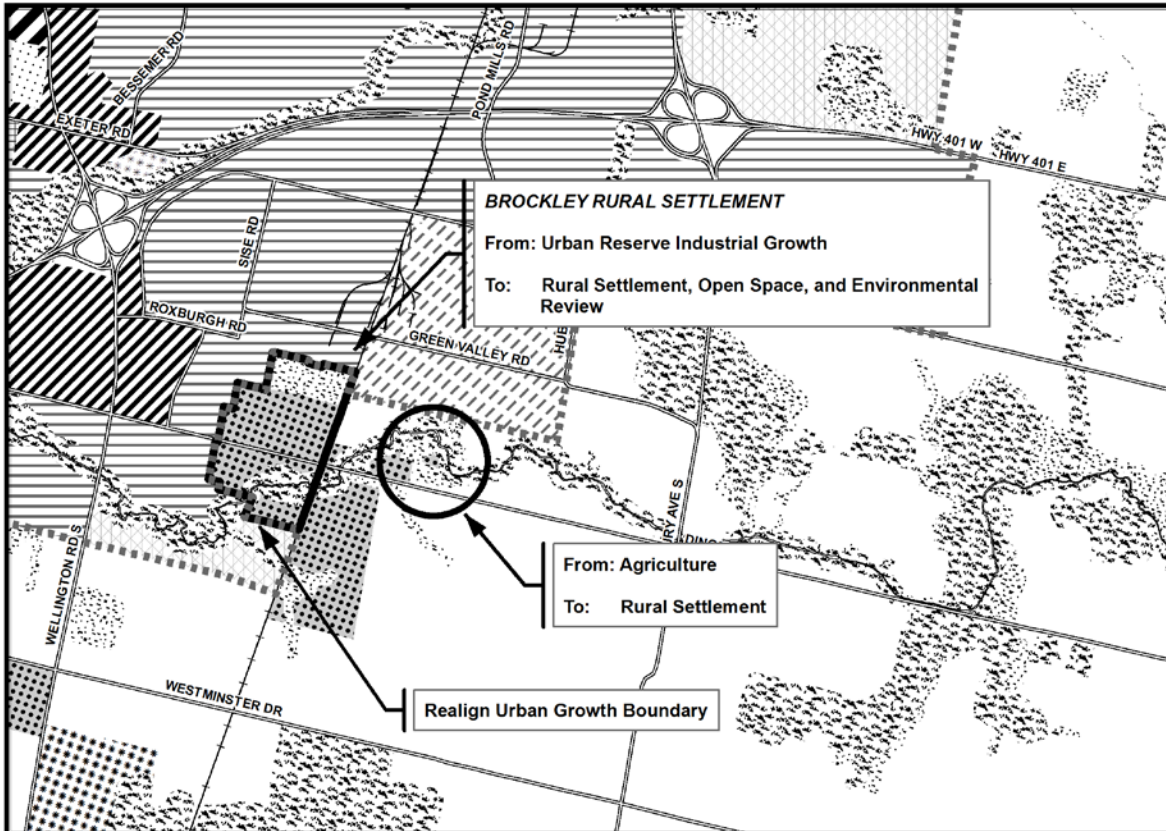 BESSEMER RD
POND MILLS RD
EXETER RD
HWY 401 W
HWY 401 E
BROCKLEY RURAL SETTLEMENT
From: Urban Reserve Industrial Growth
To: Rural Settlement, Open Space, and Environmental
Review
SISE RD
ROXBURGH RD
GREEN VALLEY RD
HUB
WELLINGTON RD S
URY AVE S
DIN
From: Agriculture
To: Rural Settlement
WESTMINSTER DR
Realign Urban Growth Boundary